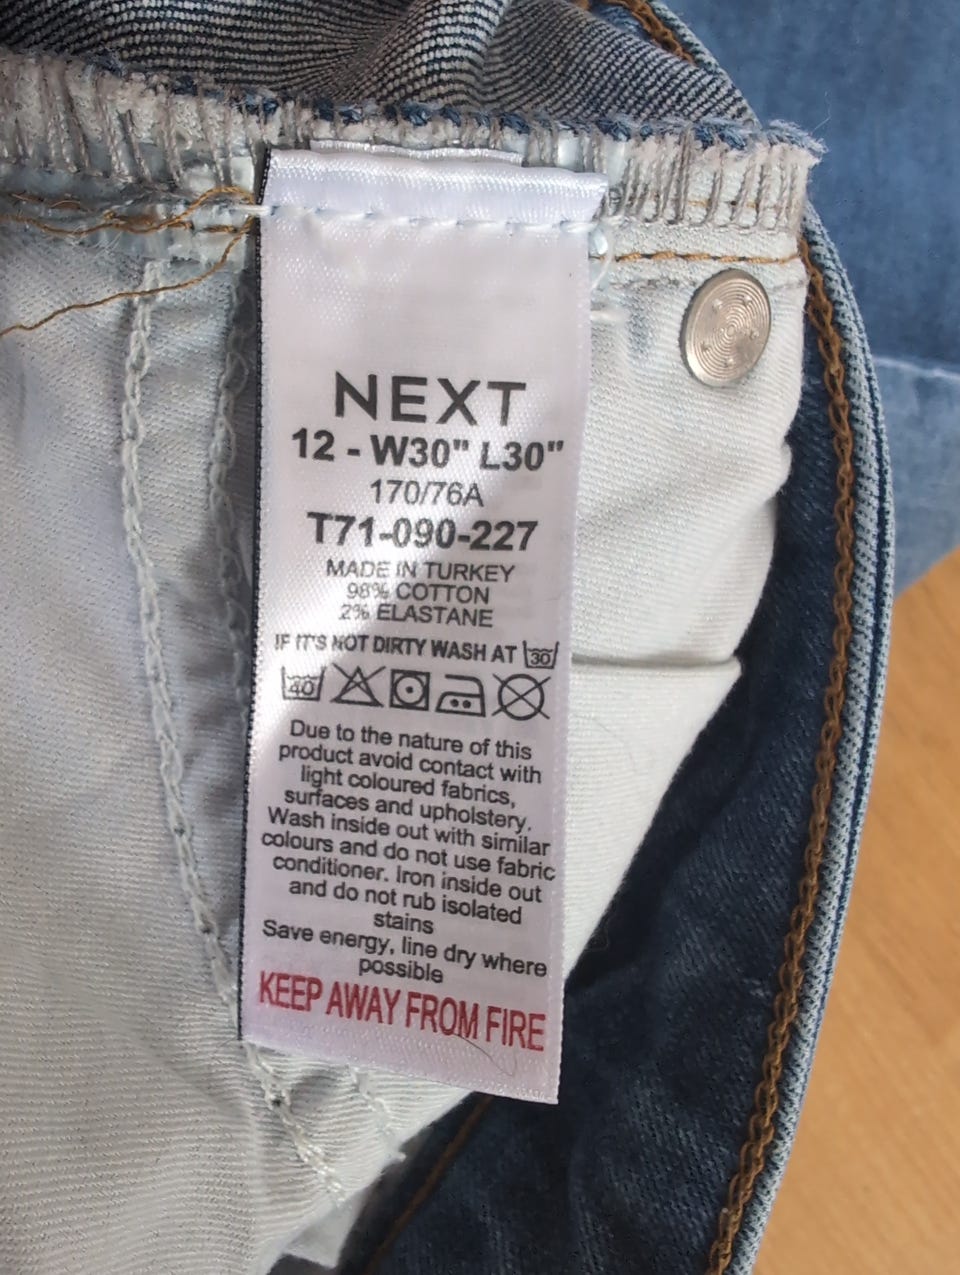 NEXT
12 - W30" L30"
170/76A
T71-090-227
MADE IN TURKEY
98% COTTON
2% ELASTANE
IF IT'S NOT DIRTY WASH AT 30
40
Due to the nature of this
product avoid contact with
light coloured fabrics,
surfaces and upholstery.
Wash inside out with similar
colours and do not use fabric
conditioner. Iron inside out
and do not rub isolated
stains
Save energy, line dry where
possible
KEEP AWAY FROM FIRE